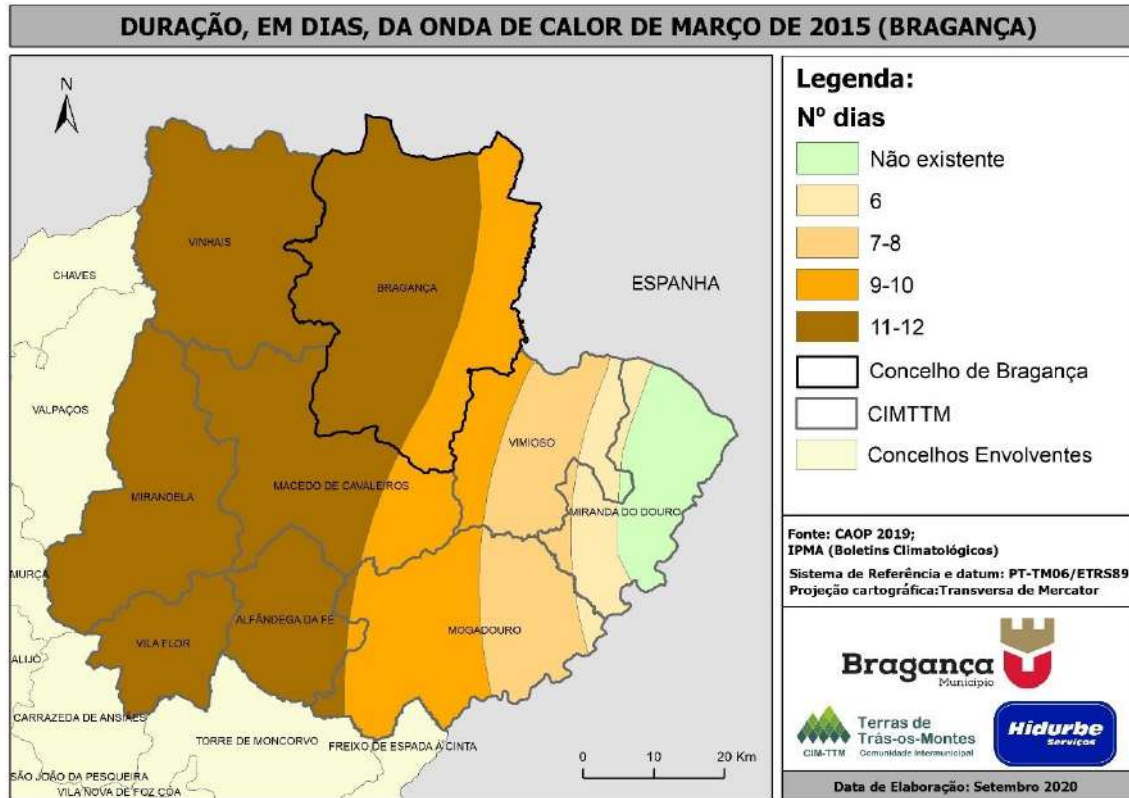 DURAÇÃO, EM DIAS, DA ONDA DE CALOR DE MARÇO DE 2015 (BRAGANÇA)
N
VINHAIS
CHAVES
BRAGANÇA
ESPANHA
VALPAÇOS
VIMIOSO
MACEDO DE CAVALEIROS
MIRANDELA
MIRANDA DO DOURO
MURÇA
ALFÂNDEGA DA FÉ
MOGADOURO
VILA FLOR
ALIJÓ
CARRAZEDA DE ANSIÃES
TORRE DE MONCORVO
FREIXO DE ESPADA À CINTA
SÃO JOÃO DA PESQUEIRA
VILA NOVA DE FOZ CÔA
0 10 20 Km
Legenda:
Nº dias
Não existente
6
7-8
9-10
11-12
Concelho de Bragança
CIMTTM
Concelhos Envolventes
Fonte: CAOP 2019;
IPMA (Boletins Climatológicos)
Sistema de Referência e datum: PT-TM06/ETRS89
Projeção cartográfica:Transversa de Mercator
Bragança
Município
CIM-TTM
Terras de
Trás-os-Montes
Comunidade Intermunicipal
Hidurbe
Serviços
Data de Elaboração: Setembro 2020